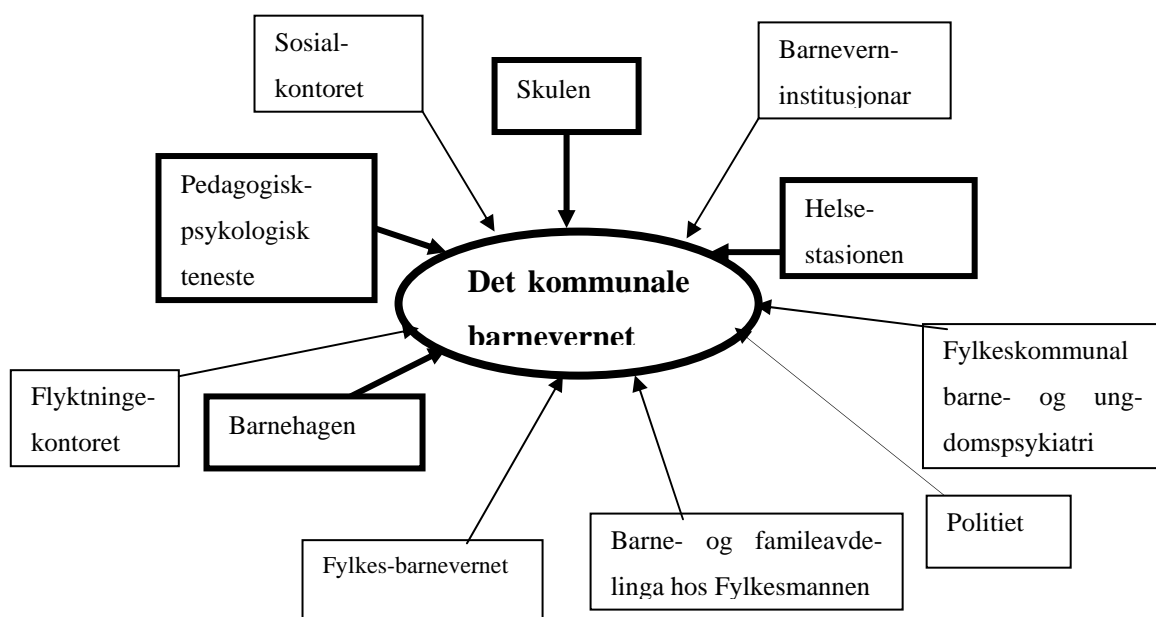 Sosial-
kontoret
Skulen
Barnevern-
institusjonar
Pedagogisk-
psykologisk
teneste
Helse-
stasjonen
Det kommunale
barnevernet
Flyktninge-
kontoret
Barnehagen
Fylkeskommunal
barne- og ung-
domspsykiatri
Politiet
Fylkes-barnevernet
Barne- og famileavde-
linga hos Fylkesmannen